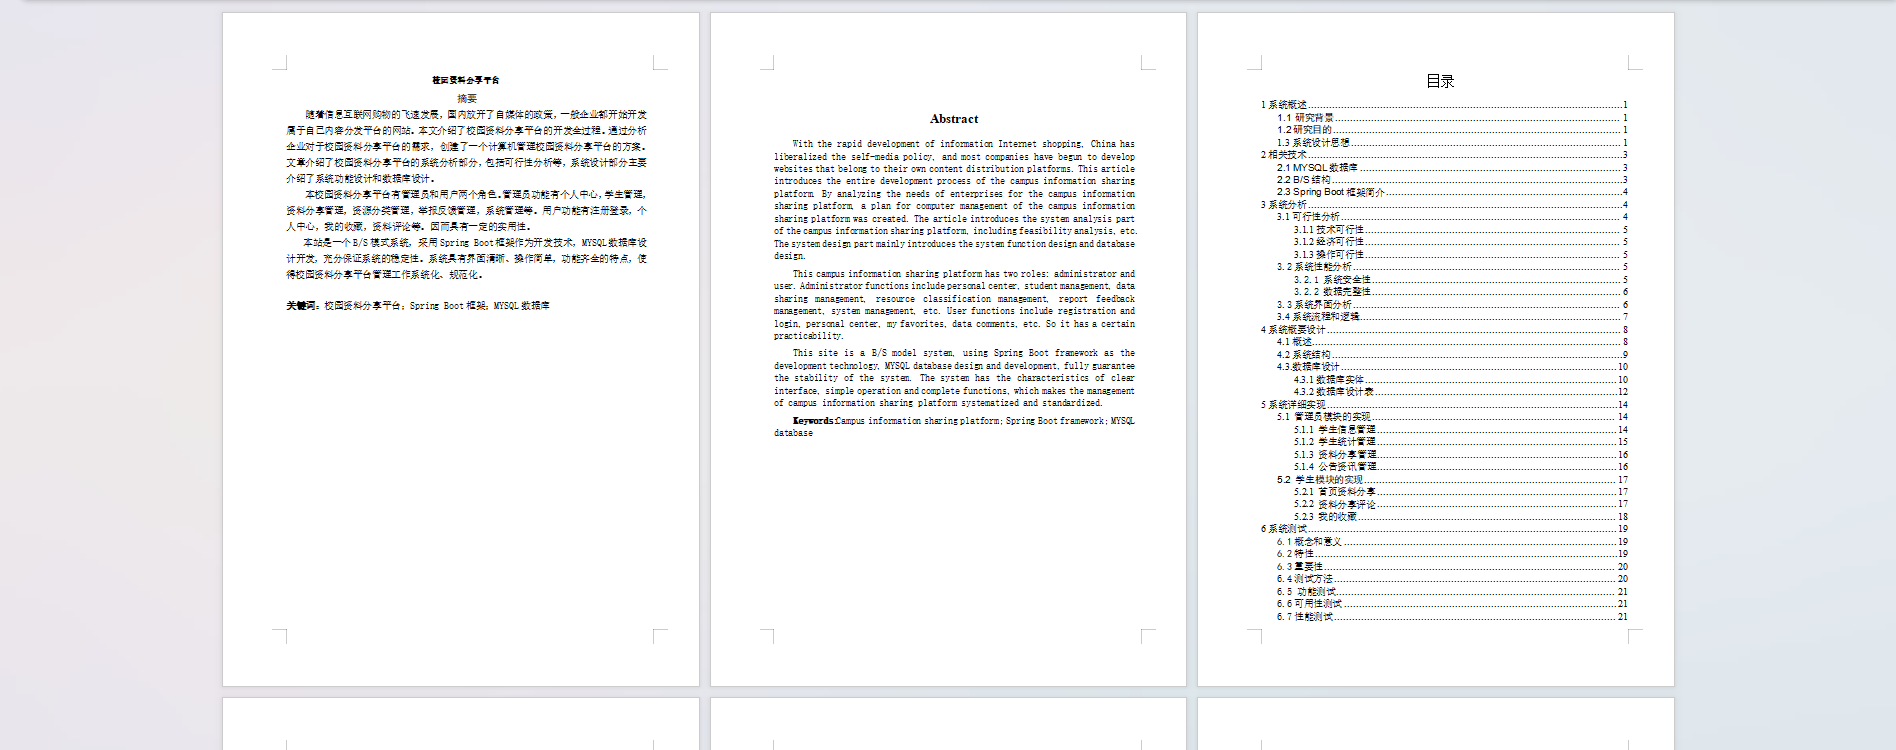 校园资料分享平台
摘要
随着信息互联网购物的飞速发展，国内放开了自媒体的政策，一般企业都开始开发
属于自己内容分发平台的网站。本文介绍了校园资料分享平台的开发全过程。通过分析
企业对于校园资料分享平台的需求，创建了一个计算机管理校园资料分享平台的方案。
文章介绍了校园资料分享平台的系统分析部分，包括可行性分析等，系统设计部分主要
介绍了系统功能设计和数据库设计。
本校园资料分享平台有管理员和用户两个角色。管理员功能有个人中心，学生管理，
资料分享管理，资源分类管理，举报反馈管理，系统管理等。用户功能有注册登录，个
人中心，我的收藏，资料评论等。因而具有一定的实用性。
本站是一个B/S模式系统，采用Spring Boot框架作为开发技术，MYSQL数据库设
计开发，充分保证系统的稳定性。系统具有界面清晰、操作简单，功能齐全的特点，使
得校园资料分享平台管理工作系统化、规范化。
关键词：校园资料分享平台；Spring Boot框架；MYSQL数据库
Abstract
With the rapid development of information Internet shopping, China has
liberalized the self-media policy, and most companies have begun to develop
websites that belong to their own content distribution platforms. This article
introduces the entire development process of the campus information sharing
platform. By analyzing the needs of enterprises for the campus information
sharing platform, a plan for computer management of the campus information
sharing platform was created. The article introduces the system analysis part
of the campus information sharing platform, including feasibility analysis, etc.
The system design part mainly introduces the system function design and database
design.
This campus information sharing platform has two roles: administrator and
user. Administrator functions include personal center, student management, data
sharing management, resource classification management, report feedback
management, system management, etc. User functions include registration and
login, personal center, my favorites, data comments, etc. So it has a certain
practicability.
This site is a B/S model system, using Spring Boot framework as the
development technology, MYSQL database design and development, fully guarantee
the stability of the system. The system has the characteristics of clear
interface, simple operation and complete functions, which makes the management
of campus information sharing platform systematized and standardized.
Keywords:Campus information sharing platform; Spring Boot framework; MYSQL
database
目录
1 系统概述 1
1.1 研究背景 1
1.2 研究目的 1
1.3 系统设计思想 1
2 相关技术 3
2.1 MYSQL数据库 3
2.2 B/S结构 3
2.3 Spring Boot框架简介 4
3 系统分析 4
3.1 可行性分析 4
3.1.1 技术可行性 5
3.1.2 经济可行性 5
3.1.3 操作可行性 5
3.2 系统性能分析 5
3.2.1 系统安全性 5
3.2.2 数据完整性 6
3.3 系统界面分析 6
3.4 系统流程和逻辑 7
4 系统概要设计 8
4.1 概述 8
4.2 系统结构 9
4.3.数据库设计 10
4.3.1 数据库实体 10
4.3.2 数据库设计表 12
5 系统详细实现 14
5.1 管理员模块的实现 14
5.1.1 学生信息管理 14
5.1.2 学生统计管理 15
5.1.3 资料分享管理 16
5.1.4 公告资讯管理 16
5.2 学生模块的实现 17
5.2.1 首页资料分享 17
5.2.2 资料分享评论 17
5.2.3 我的收藏 18
6 系统测试 19
6.1 概念和意义 19
6.2 特性 19
6.3 重要性 20
6.4 测试方法 20
6.5 功能测试 21
6.6 可用性测试 21
6.7 性能测试 21